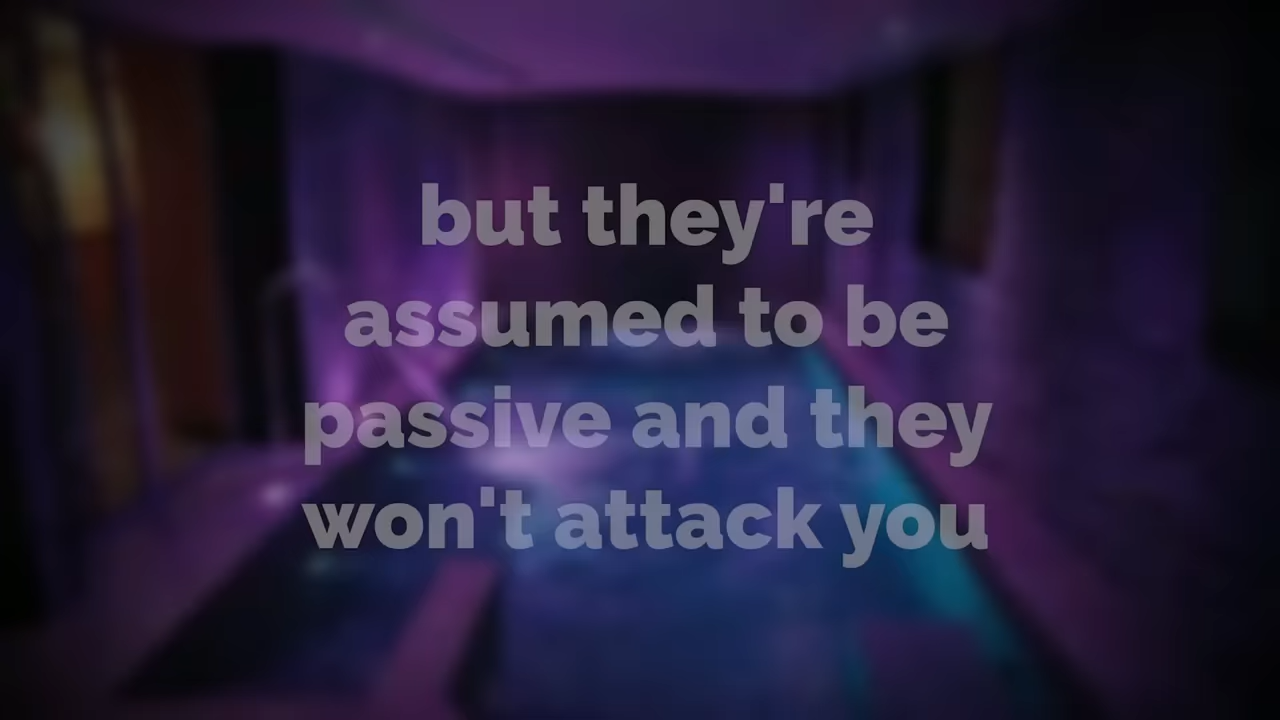 but they're
assumed to be
passive and they
won't attack you